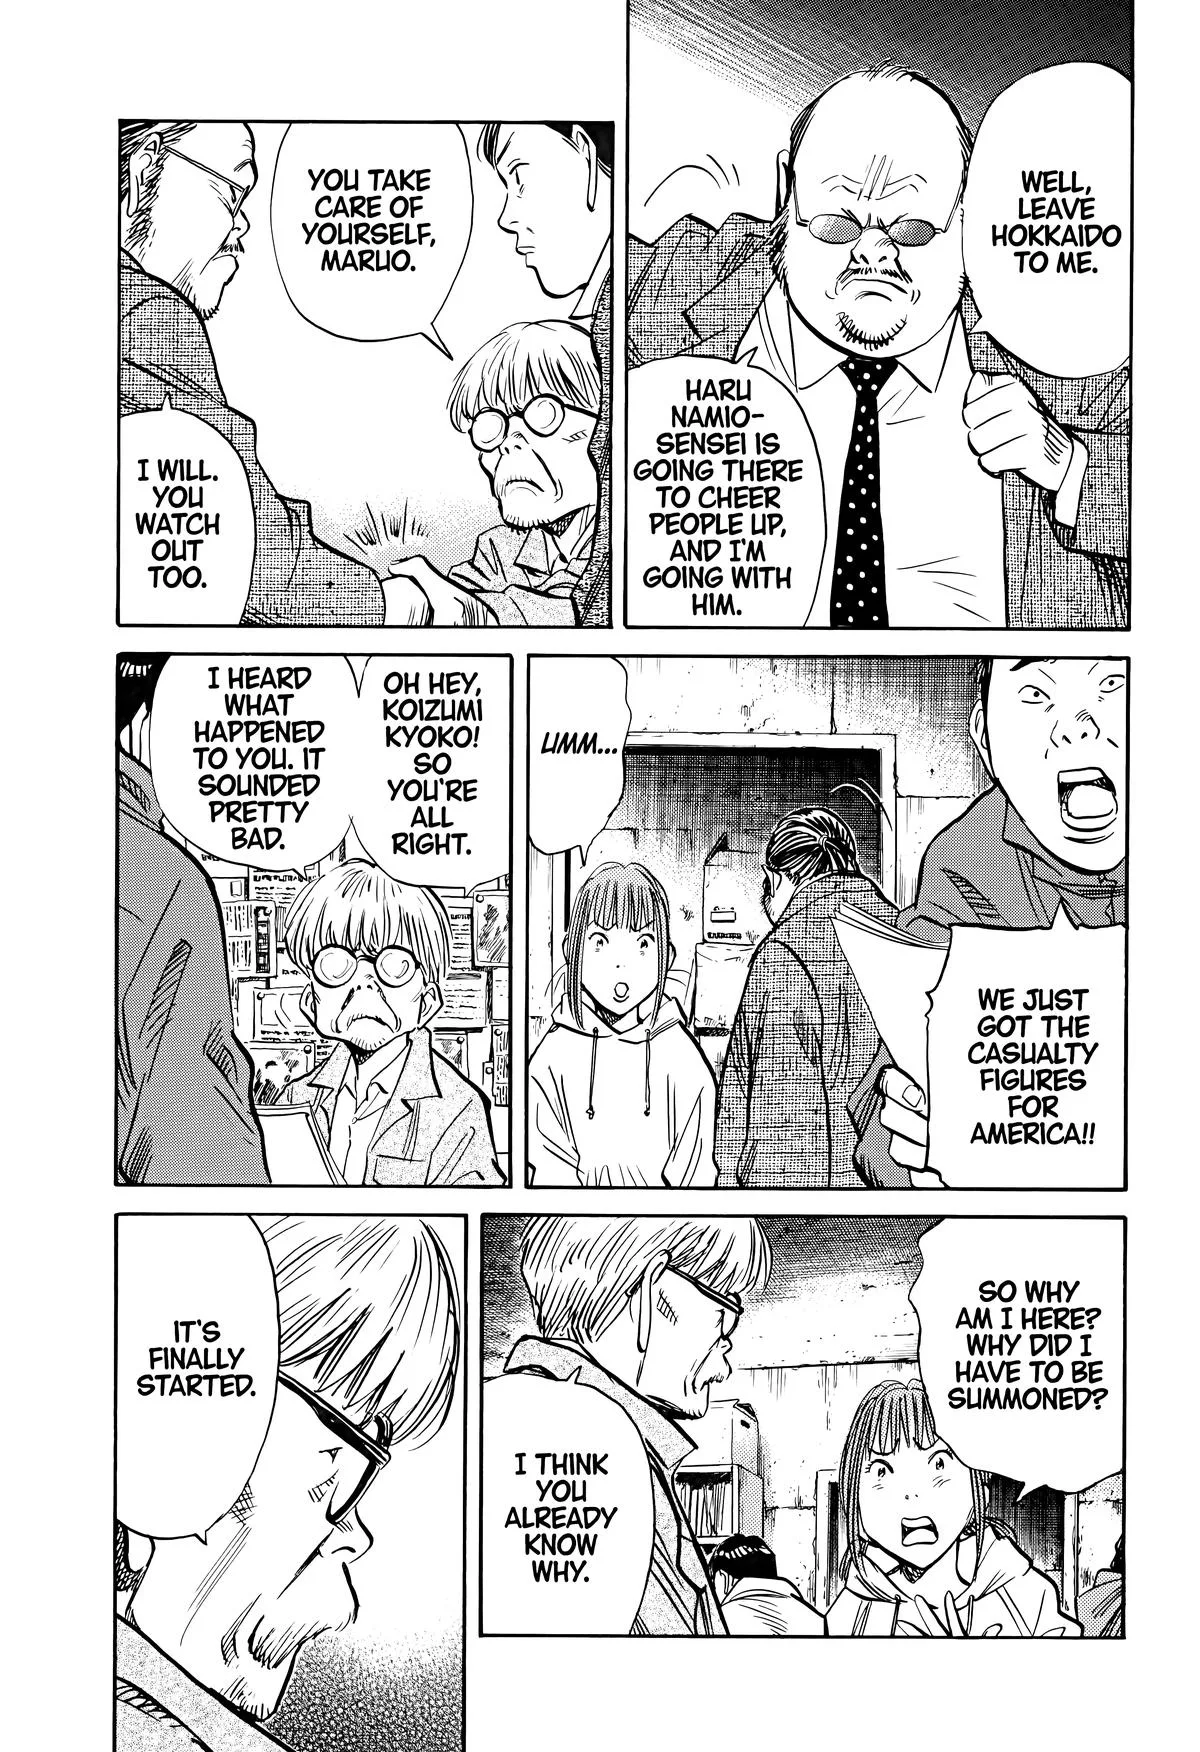 WELL,
LEAVE
HOKKAIDO
TO ME.
HARU
NAMIO-
SENSEI IS
GOING THERE
TO CHEER
PEOPLE UP,
AND I'M
GOING WITH
HIM.
YOU TAKE
CARE OF
YOURSELF,
MARUO.
I WILL.
YOU
WATCH
OUT
TOO.
WE JUST
GOT THE
CASUALTY
FIGURES
FOR
AMERICA!!
UMM...
OH HEY,
KOIZUMI
KYOKO!
SO
YOU'RE
ALL
RIGHT.
I HEARD
WHAT
HAPPENED
TO YOU. IT
SOUNDED
PRETTY
BAD.
SO WHY
AM I HERE?
WHY DID I
HAVE TO BE
SUMMONED?
I THINK
YOU
ALREADY
KNOW
WHY.
IT'S
FINALLY
STARTED.